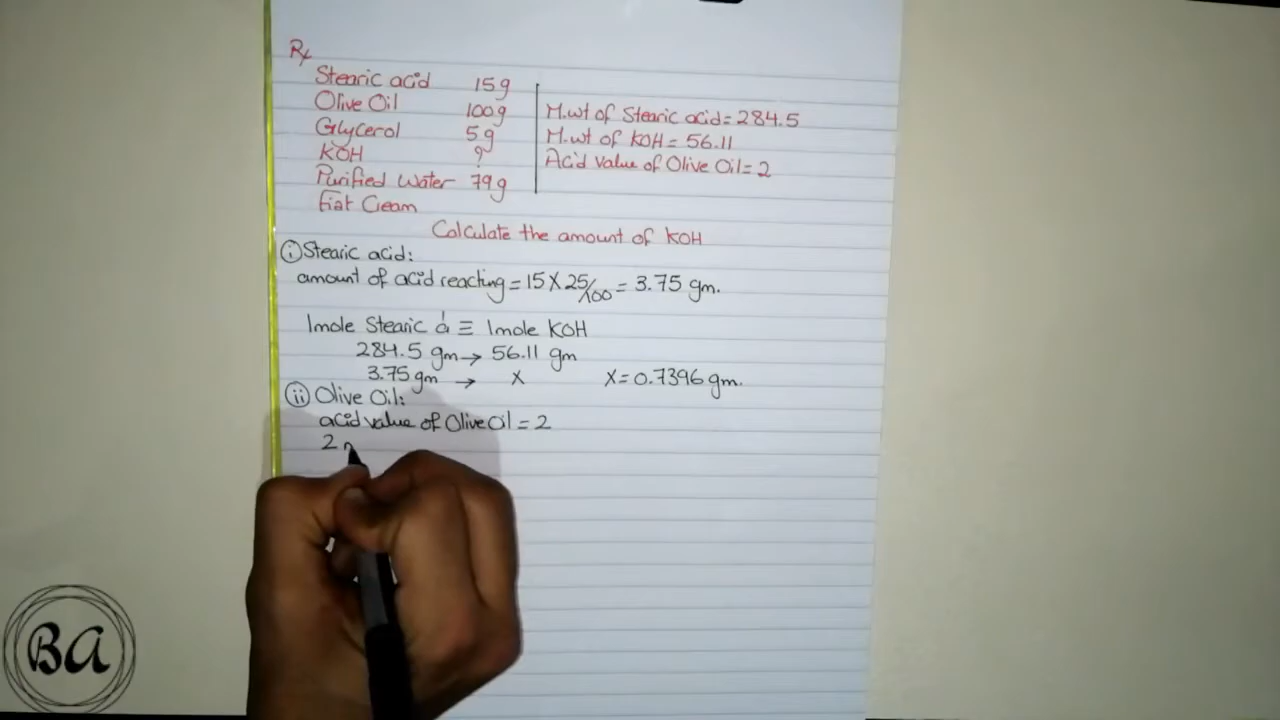 Rx
Stearic acid 15g
Olive Oil 100g
Glycerol 5g
KOH ?
Purified Water 79g
Fiat Cream
M.wt of Stearic acid = 284.5
M.wt of KOH = 56.11
Acid Value of Olive Oil = 2
Calculate the amount of KOH
(i) Stearic acid:
amount of acid reacting = 15 X 25/100 = 3.75 gm.
1mole Stearic a' ≡ 1mole KOH
284.5 gm → 56.11 gm
3.75 gm → X X = 0.7396 gm.
(ii) Olive Oil:
acid value of Olive Oil = 2
2
BA